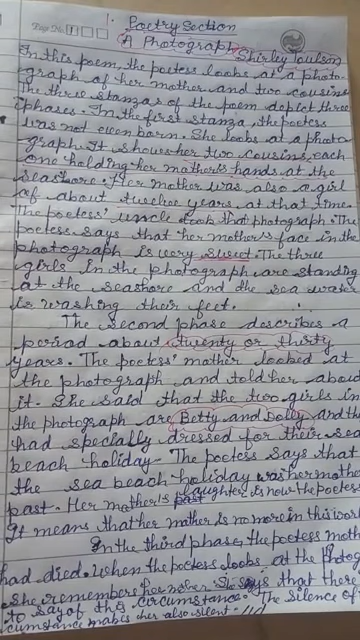 1. Poetry Section
Page No. 1
A Photograph Shirley Toulson
In this poem, the poetess looks at a photo-
graph of her mother and two cousins
The three stanzas of the poem depict three
phases. In the first stanza, the poetess
was not even born. She looks at a photo-
graph. It shows her two cousins, each
one holding her mother's hands at the
seashore. Her mother was also a girl
of about twelve years at that time.
The poetess' uncle took that photograph. The
poetess says that her mother's face in the
photograph is very sweet. The three
girls in the photograph are standing
at the seashore and the sea water
is washing their feet.
The second phase describes a
period about twenty or thirty
years. The poetess' mother looked at
the photograph and told her about
it. She said that the two girls in
the photograph are Betty and Dolly and the
had specially dressed for their sea
beach holiday. The poetess says that
the sea beach holiday was her mothe
past. Her mother's past laughter is now the poetess
It means that her mother is no more in this wor
In the third phase, the poetess moth
had died. When the poetess looks at the photog
she remembers her mother. She says that there
to say of this circumstance. The silence of
cumstance makes her also silent.